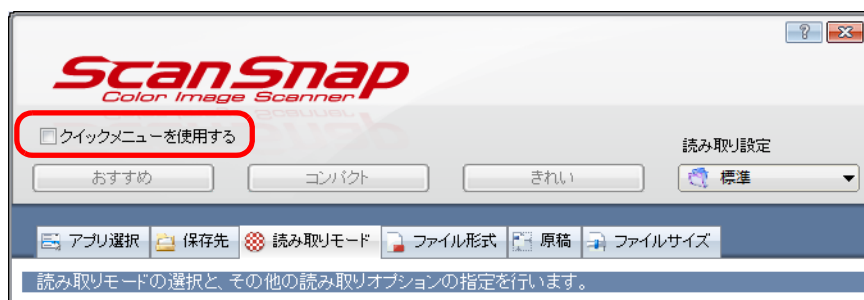 ScanSnap
Color Image Scanner
クイックメニューを使用する
読み取り設定
おすすめ コンパクト きれい 標準
アプリ選択 保存先 読み取りモード ファイル形式 原稿 ファイルサイズ
読み取りモードの選択と、その他の読み取りオプションの指定を行います。